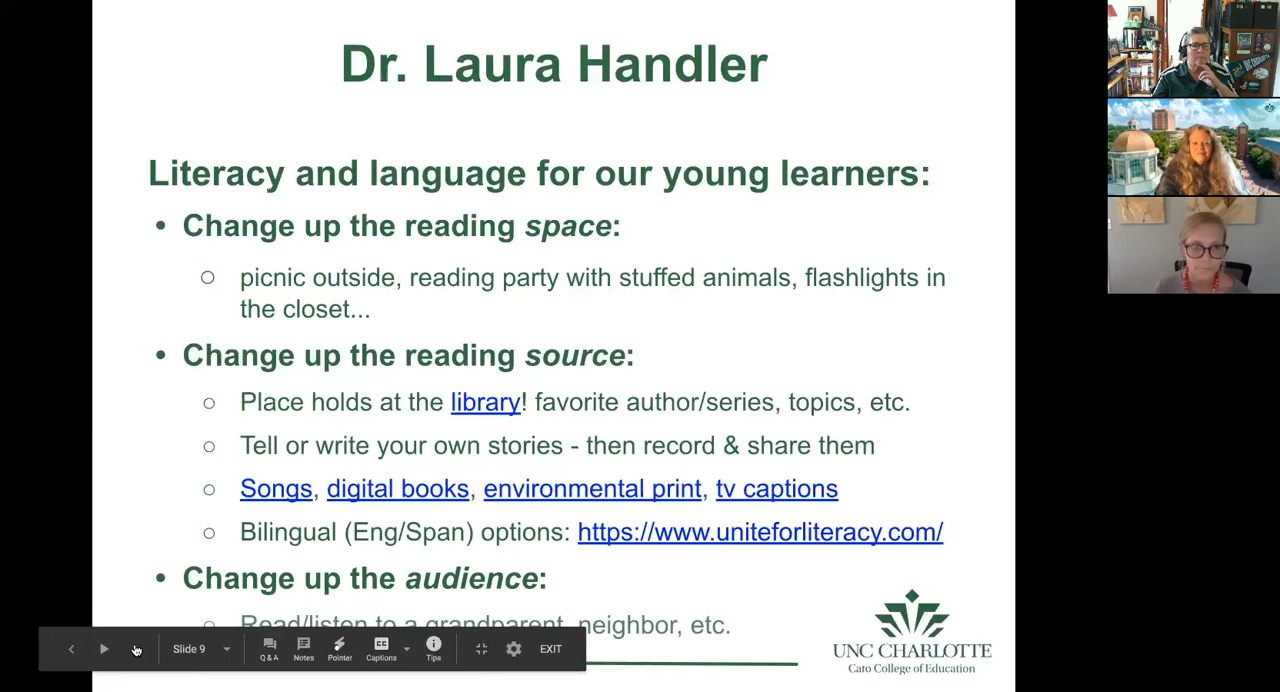 Dr. Laura Handler
Literacy and language for our young learners:
• Change up the reading space:
○ picnic outside, reading party with stuffed animals, flashlights in
the closet...
• Change up the reading source:
○ Place holds at the library! favorite author/series, topics, etc.
○ Tell or write your own stories - then record & share them
○ Songs, digital books, environmental print, tv captions
○ Bilingual (Eng/Span) options: https://www.uniteforliteracy.com/
• Change up the audience:
○ Read/listen to a grandparent, neighbor, etc.
Slide 9
Q & A
Notes
Pointer
Captions
Tips
EXIT
UNC CHARLOTTE
Cato College of Education